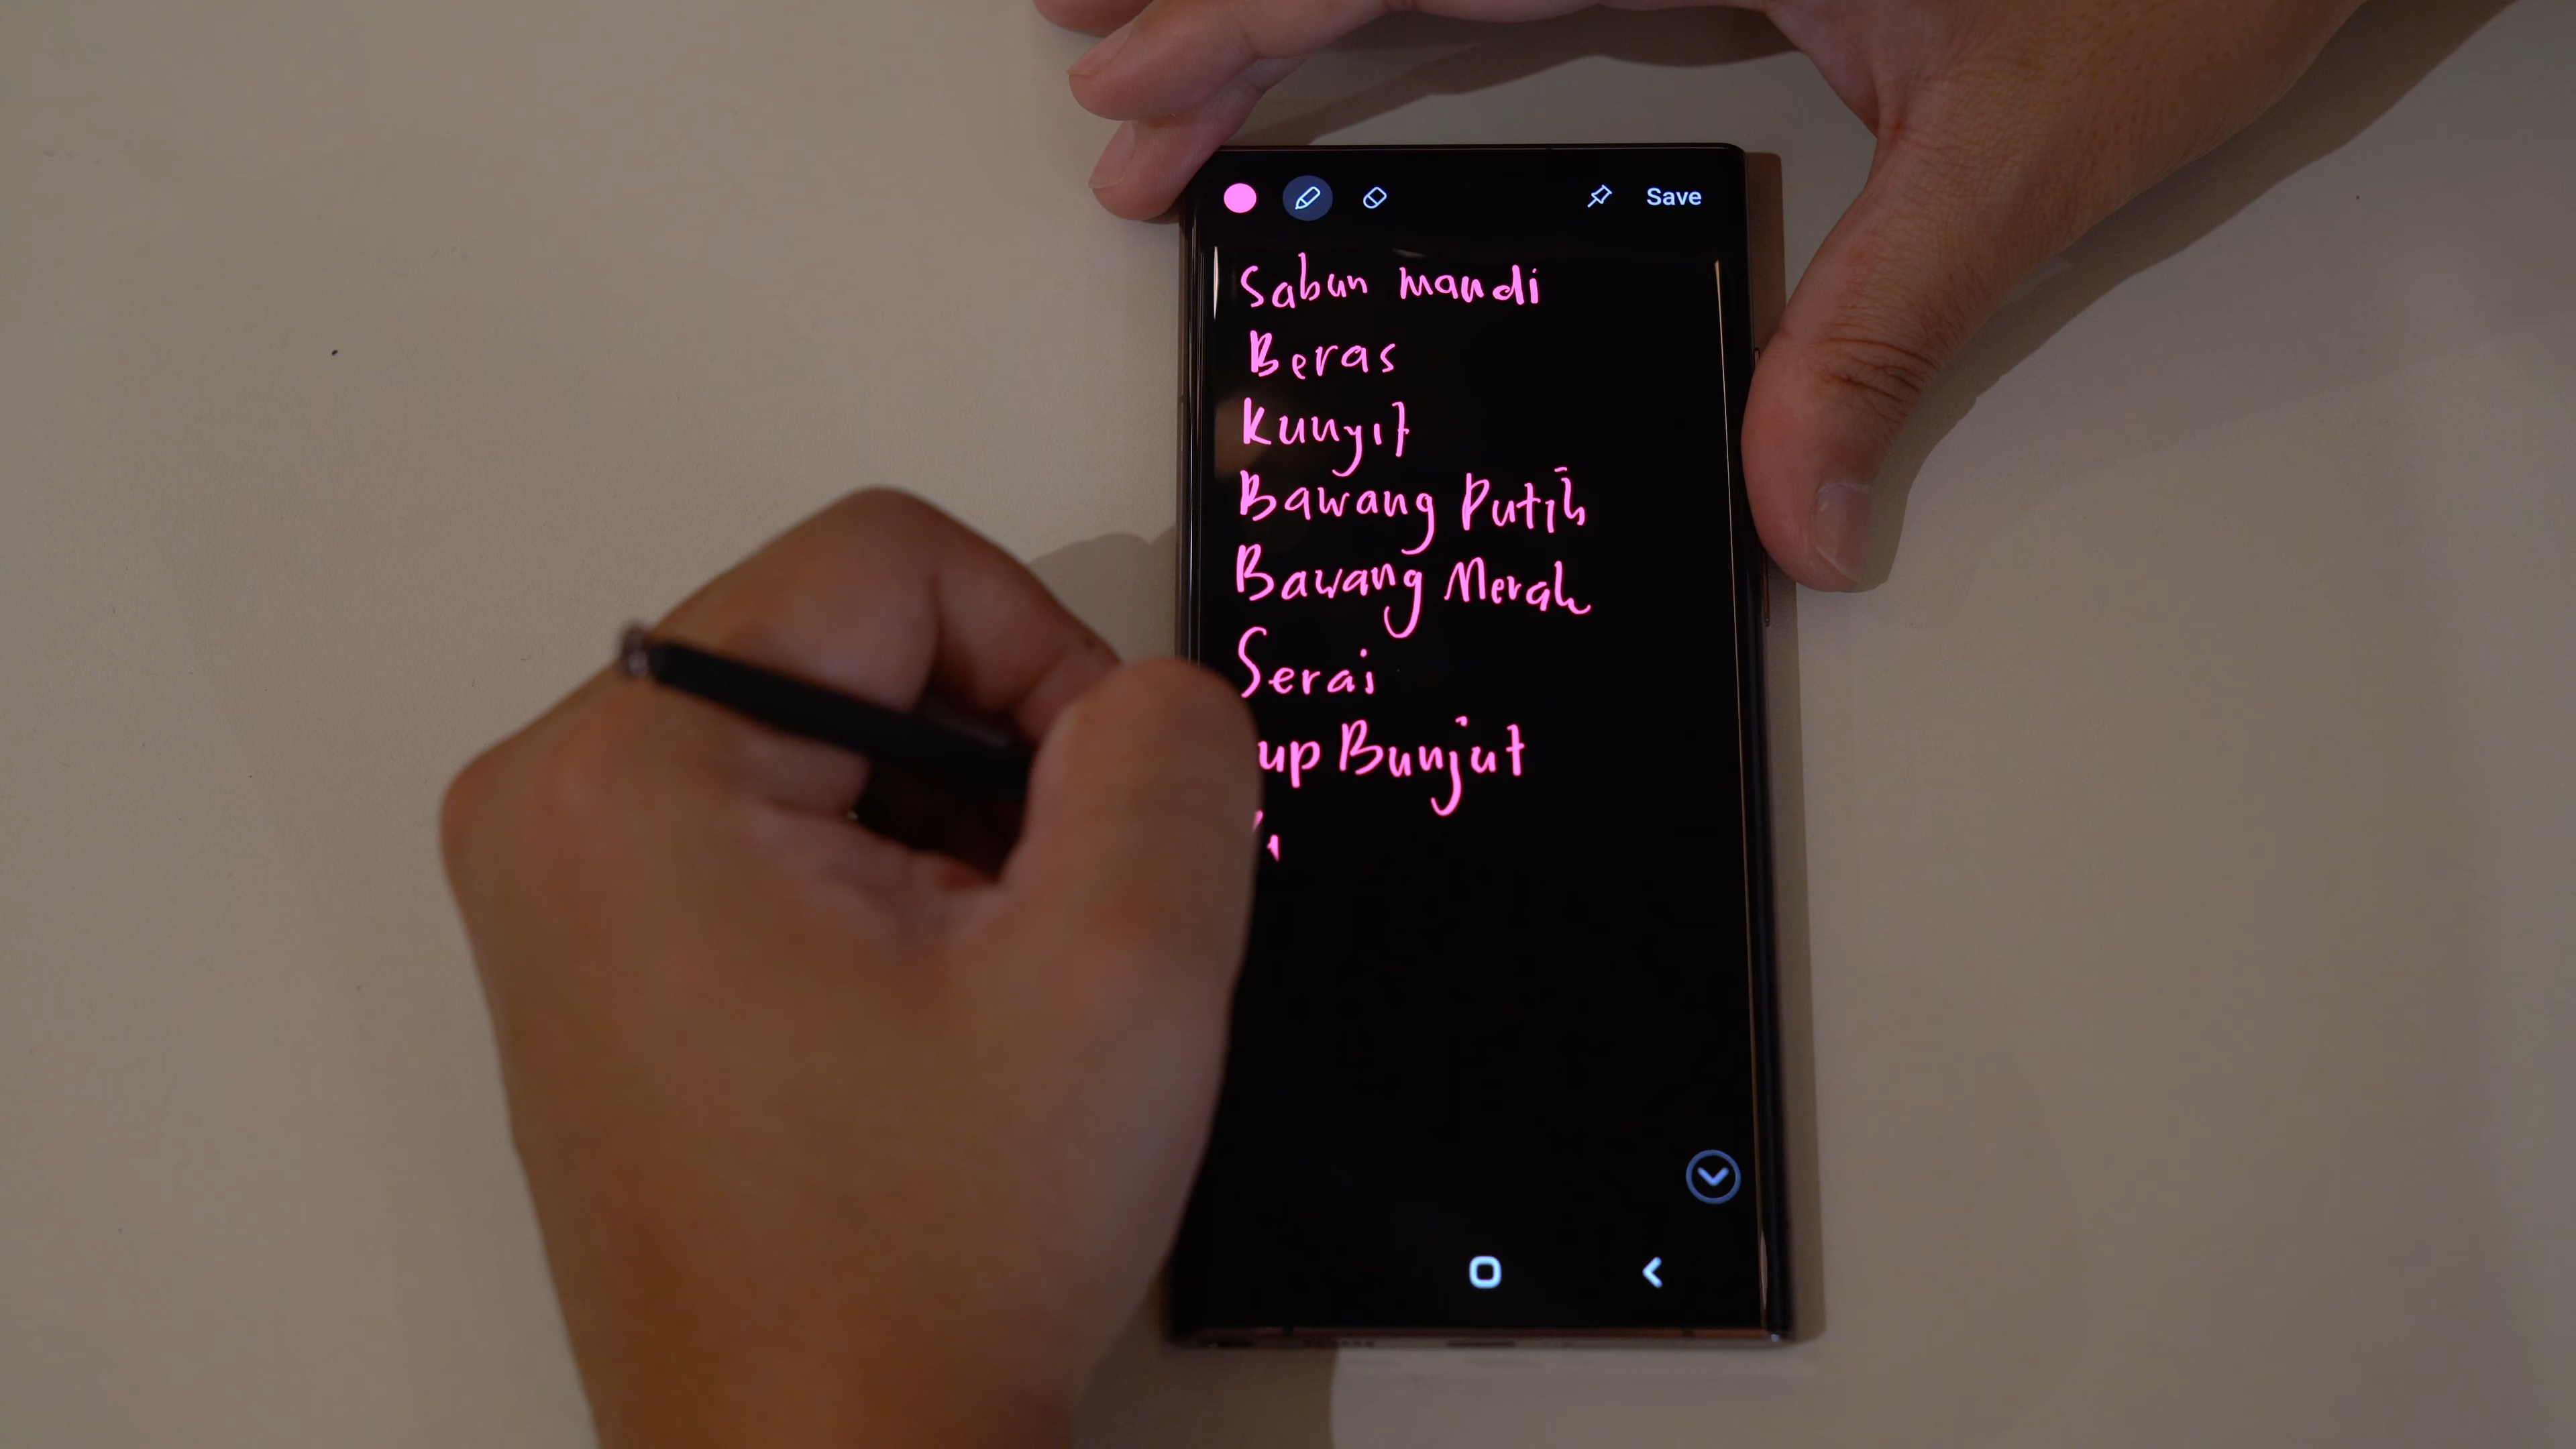 Save
Sabun mandi
Beras
Kunyit
Bawang Putih
Bawang Merah
Serai
up Bunjut